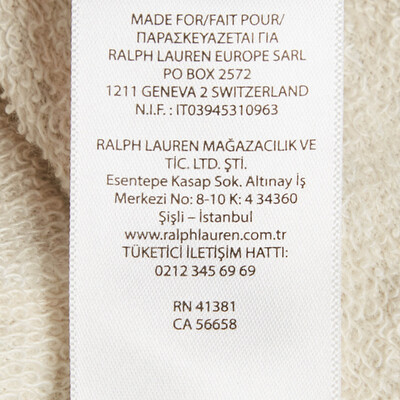 MADE FOR/FAIT POUR/
ΠΑΡΑΣΚΕΥΑΖΕΤΑΙ ΓΙΑ
RALPH LAUREN EUROPE SARL
PO BOX 2572
1211 GENEVA 2 SWITZERLAND
N.I.F. : IT03945310963
RALPH LAUREN MAĞAZACILIK VE
TİC. LTD. ŞTİ.
Esentepe Kasap Sok. Altınay İş
Merkezi No: 8-10 K: 4 34360
Şişli – İstanbul
www.ralphlauren.com.tr
TÜKETİCİ İLETİŞİM HATTI:
0212 345 69 69
RN 41381
CA 56658